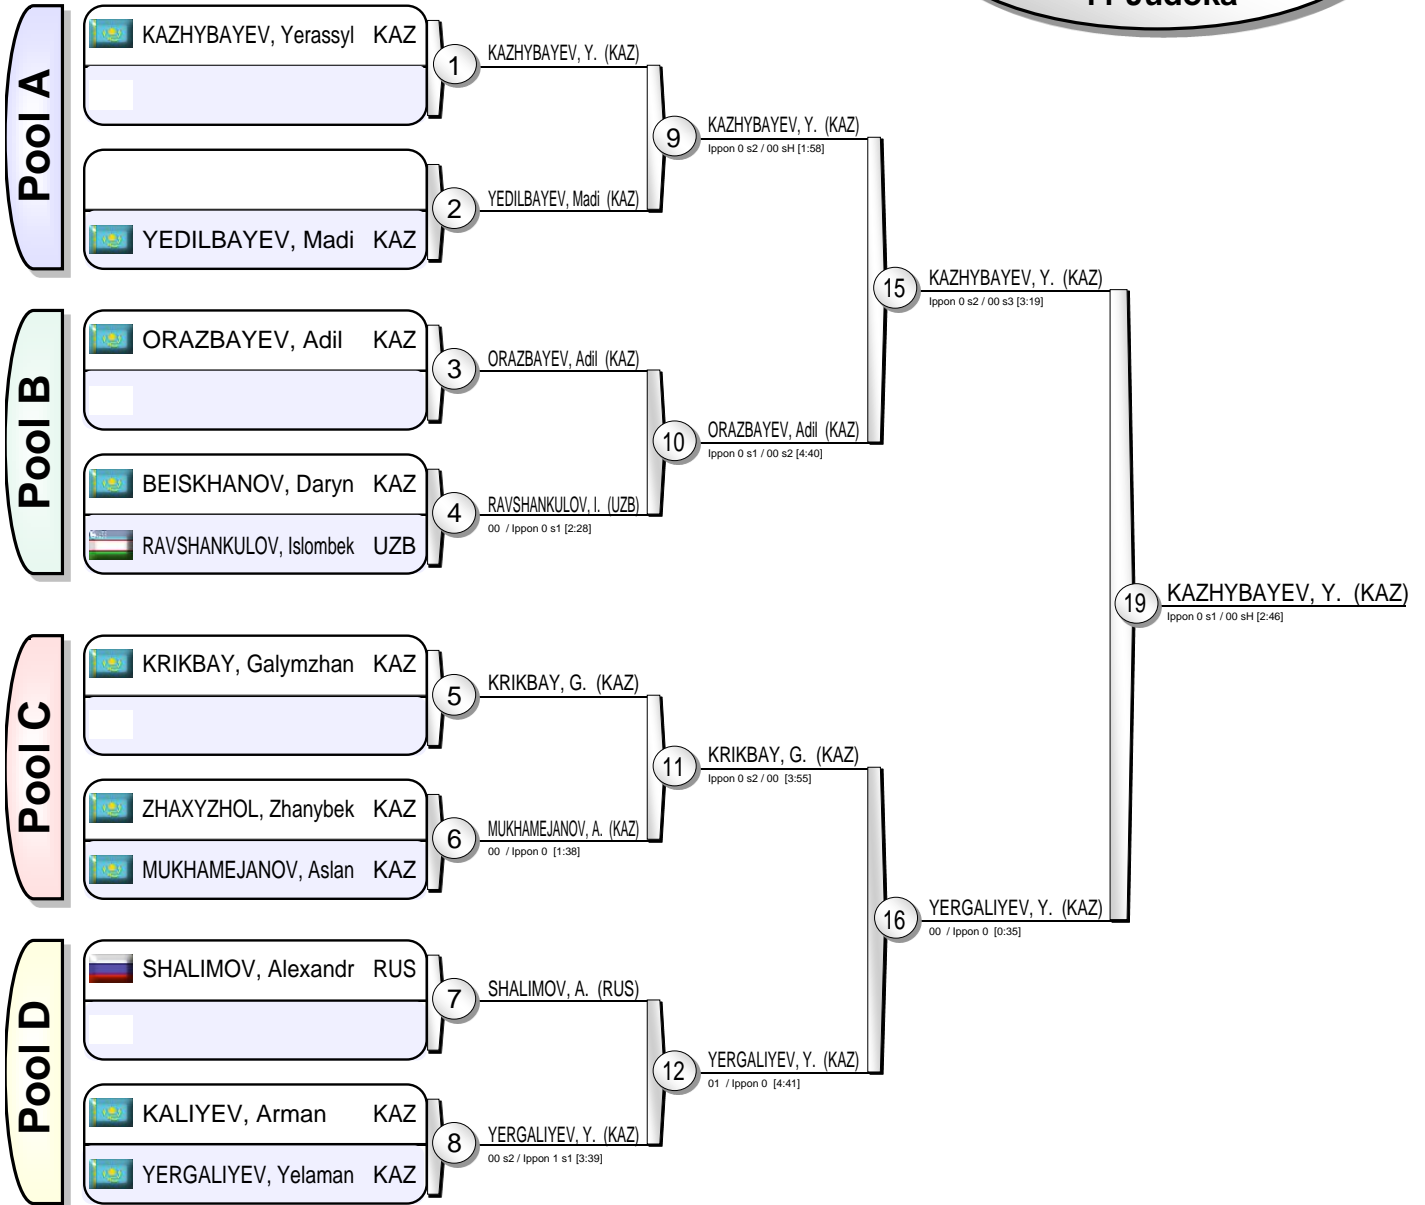 11 Judoka
Pool A
KAZHYBAYEV, Yerassyl KAZ
YEDILBAYEV, Madi KAZ
1
KAZHYBAYEV, Y. (KAZ)
2
YEDILBAYEV, Madi (KAZ)
9
KAZHYBAYEV, Y. (KAZ)
Ippon 0 s2 / 00 sH [1:58]
Pool B
ORAZBAYEV, Adil KAZ
BEISKHANOV, Daryn KAZ
RAVSHANKULOV, Islombek UZB
3
ORAZBAYEV, Adil (KAZ)
4
RAVSHANKULOV, I. (UZB)
00 / Ippon 0 s1 [2:28]
10
ORAZBAYEV, Adil (KAZ)
Ippon 0 s1 / 00 s2 [4:40]
15
KAZHYBAYEV, Y. (KAZ)
Ippon 0 s2 / 00 s3 [3:19]
Pool C
KRIKBAY, Galymzhan KAZ
ZHAXYZHOL, Zhanybek KAZ
MUKHAMEJANOV, Aslan KAZ
5
KRIKBAY, G. (KAZ)
6
MUKHAMEJANOV, A. (KAZ)
00 / Ippon 0 [1:38]
11
KRIKBAY, G. (KAZ)
Ippon 0 s2 / 00 [3:55]
Pool D
SHALIMOV, Alexandr RUS
KALIYEV, Arman KAZ
YERGALIYEV, Yelaman KAZ
7
SHALIMOV, A. (RUS)
8
YERGALIYEV, Y. (KAZ)
00 s2 / Ippon 1 s1 [3:39]
12
YERGALIYEV, Y. (KAZ)
01 / Ippon 0 [4:41]
16
YERGALIYEV, Y. (KAZ)
00 / Ippon 0 [0:35]
19
KAZHYBAYEV, Y. (KAZ)
Ippon 0 s1 / 00 sH [2:46]